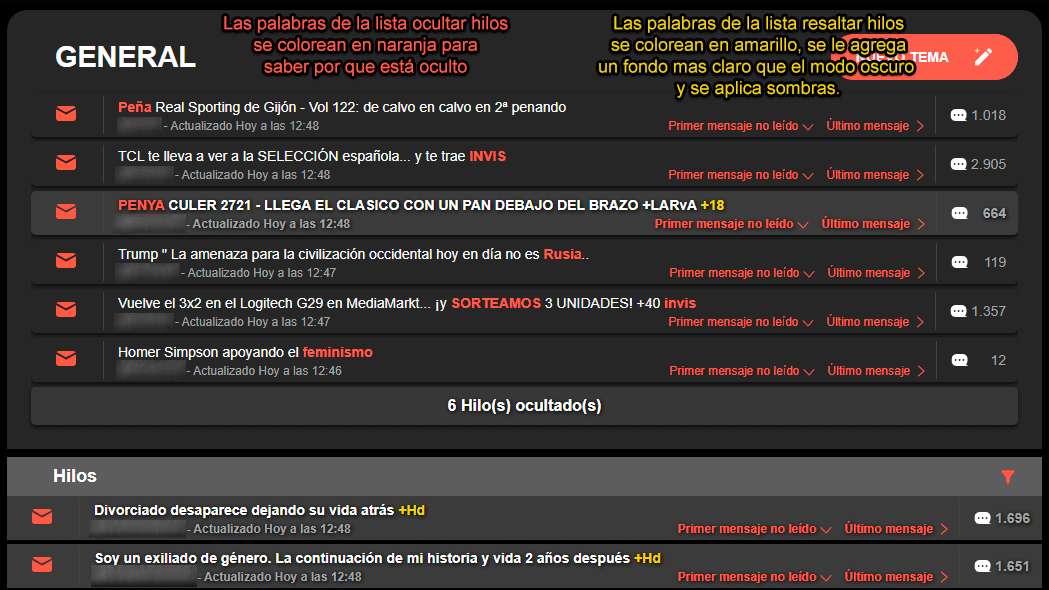 Las palabras de la lista ocultar hilos
se colorean en naranja para
saber por que está oculto
Las palabras de la lista resaltar hilos
se colorean en amarillo, se le agrega
un fondo mas claro que el modo oscuro
y se aplica sombras.
GENERAL
TEMA
Peña Real Sporting de Gijón - Vol 122: de calvo en calvo en 2ª penando
- Actualizado Hoy a las 12:48
Primer mensaje no leído Último mensaje
1.018
TCL te lleva a ver a la SELECCIÓN española... y te trae INVIS
- Actualizado Hoy a las 12:48
Primer mensaje no leído Último mensaje
2.905
PENYA CULER 2721 - LLEGA EL CLASICO CON UN PAN DEBAJO DEL BRAZO +LARvA +18
- Actualizado Hoy a las 12:48
Primer mensaje no leído Último mensaje
664
Trump " La amenaza para la civilización occidental hoy en día no es Rusia..
- Actualizado Hoy a las 12:47
Primer mensaje no leído Último mensaje
119
Vuelve el 3x2 en el Logitech G29 en MediaMarkt... ¡y SORTEAMOS 3 UNIDADES! +40 invis
- Actualizado Hoy a las 12:47
Primer mensaje no leído Último mensaje
1.357
Homer Simpson apoyando el feminismo
- Actualizado Hoy a las 12:46
Primer mensaje no leído Último mensaje
12
6 Hilo(s) ocultado(s)
Hilos
Divorciado desaparece dejando su vida atrás +Hd
- Actualizado Hoy a las 12:48
Primer mensaje no leído Último mensaje
1.696
Soy un exiliado de género. La continuación de mi historia y vida 2 años después +Hd
- Actualizado Hoy a las 12:48
Primer mensaje no leído Último mensaje
1.651